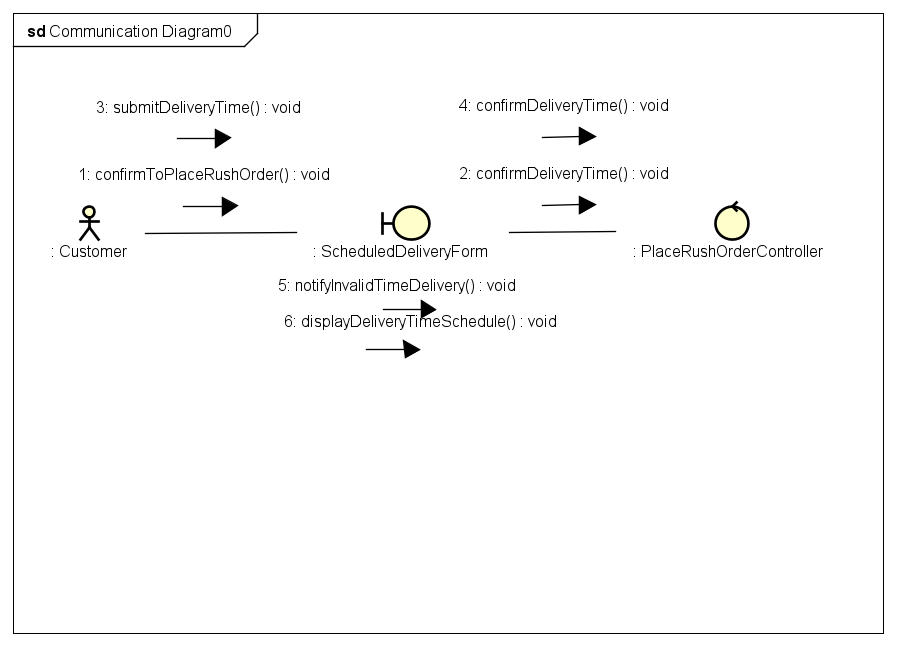 sd Communication Diagram0
3: submitDeliveryTime() : void
4: confirmDeliveryTime() : void
1: confirmToPlaceRushOrder() : void
2: confirmDeliveryTime() : void
: Customer
: ScheduledDeliveryForm
: PlaceRushOrderController
5: notifyInvalidTimeDelivery() : void
6: displayDeliveryTimeSchedule() : void